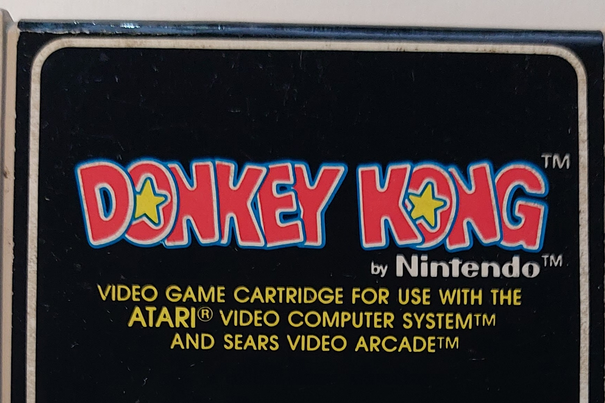 DONKEY KONG™
by Nintendo™
VIDEO GAME CARTRIDGE FOR USE WITH THE
ATARI® VIDEO COMPUTER SYSTEM™
AND SEARS VIDEO ARCADE™